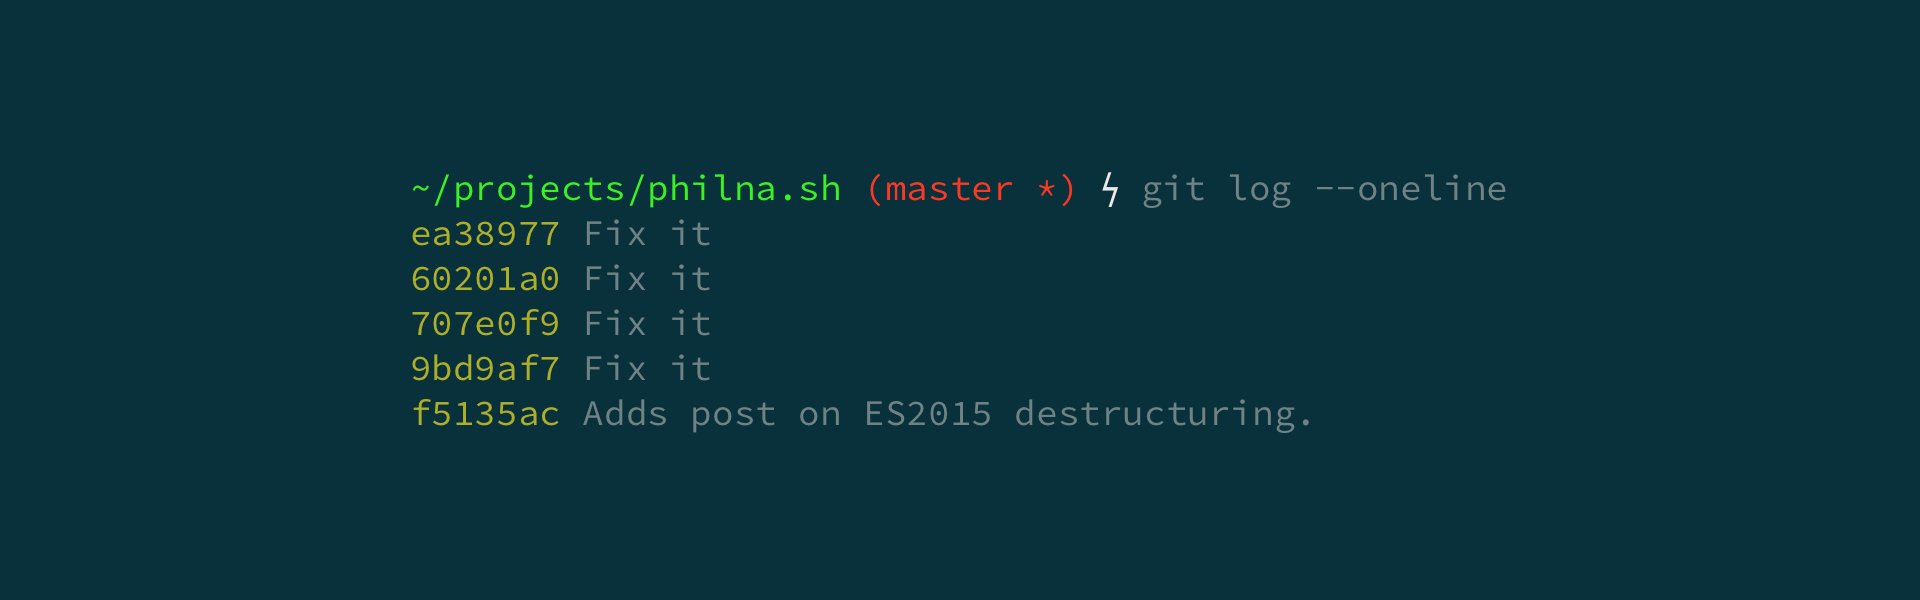 ~/projects/philna.sh (master *) ϟ git log --oneline
ea38977 Fix it
60201a0 Fix it
707e0f9 Fix it
9bd9af7 Fix it
f5135ac Adds post on ES2015 destructuring.